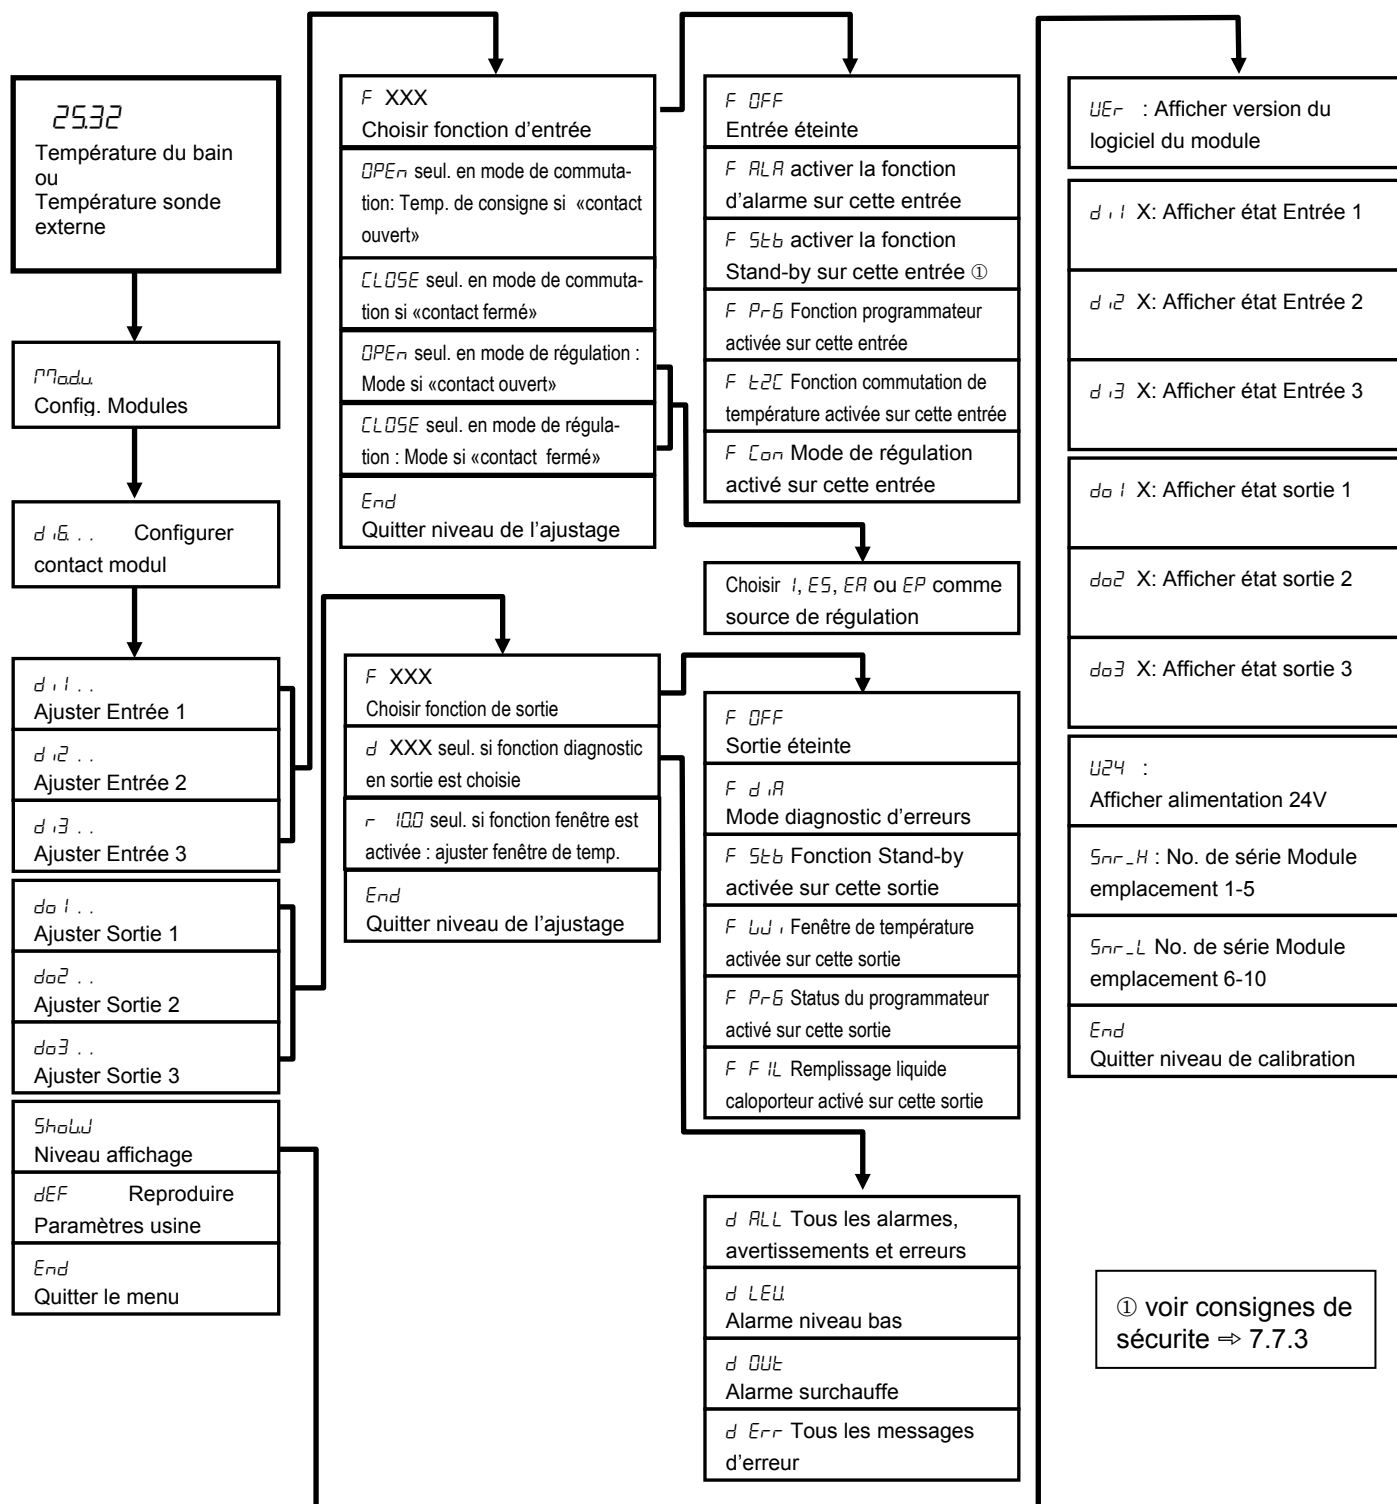 25.32
Température du bain
ou
Température sonde
externe
Modu
Config. Modules
diG. . . Configurer
contact modul
di1 . .
Ajuster Entrée 1
di2 . .
Ajuster Entrée 2
di3 . .
Ajuster Entrée 3
do1 . .
Ajuster Sortie 1
do2 . .
Ajuster Sortie 2
do3 . .
Ajuster Sortie 3
ShoW
Niveau affichage
dEF Reproduire
Paramètres usine
End
Quitter le menu
F XXX
Choisir fonction d’entrée
OPEn seul. en mode de commuta-
tion: Temp. de consigne si «contact
ouvert»
CLOSE seul. en mode de commuta-
tion si «contact fermé»
OPEn seul. en mode de régulation :
Mode si «contact ouvert»
CLOSE seul. en mode de régula-
tion : Mode si «contact fermé»
End
Quitter niveau de l’ajustage
F XXX
Choisir fonction de sortie
d XXX seul. si fonction diagnostic
en sortie est choisie
r 10.0 seul. si fonction fenêtre est
activée : ajuster fenêtre de temp.
End
Quitter niveau de l’ajustage
F OFF
Entrée éteinte
F ALA activer la fonction
d’alarme sur cette entrée
F Stb activer la fonction
Stand-by sur cette entrée ①
F PrG Fonction programmateur
activée sur cette entrée
F t2C Fonction commutation de
température activée sur cette entrée
F Con Mode de régulation
activé sur cette entrée
Choisir I, ES, EA ou EP comme
source de régulation
F OFF
Sortie éteinte
F diA
Mode diagnostic d’erreurs
F Stb Fonction Stand-by
activée sur cette sortie
F Wi Fenêtre de température
activée sur cette sortie
F PrG Status du programmateur
activé sur cette sortie
F FIL Remplissage liquide
caloporteur activé sur cette sortie
d ALL Tous les alarmes,
avertissements et erreurs
d LEU.
Alarme niveau bas
d OUt
Alarme surchauffe
d Err Tous les messages
d’erreur
UEr : Afficher version du
logiciel du module
di1 X: Afficher état Entrée 1
di2 X: Afficher état Entrée 2
di3 X: Afficher état Entrée 3
do1 X: Afficher état sortie 1
do2 X: Afficher état sortie 2
do3 X: Afficher état sortie 3
U24 :
Afficher alimentation 24V
Snr_H : No. de série Module
emplacement 1-5
Snr_L No. de série Module
emplacement 6-10
End
Quitter niveau de calibration
① voir consignes de
sécurite ⇨ 7.7.3